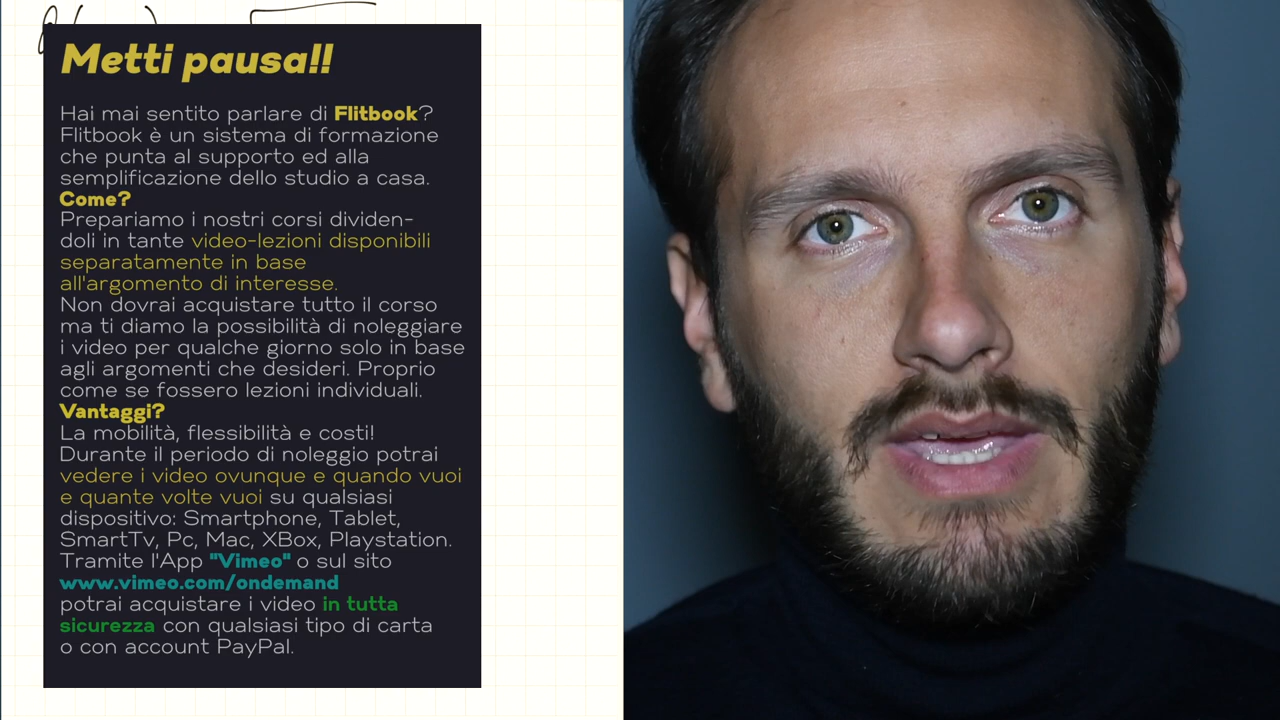 Metti pausa!!
Hai mai sentito parlare di Flitbook?
Flitbook è un sistema di formazione
che punta al supporto ed alla
semplificazione dello studio a casa.
Come?
Prepariamo i nostri corsi dividen-
doli in tante video-lezioni disponibili
separatamente in base
all'argomento di interesse.
Non dovrai acquistare tutto il corso
ma ti diamo la possibilità di noleggiare
i video per qualche giorno solo in base
agli argomenti che desideri. Proprio
come se fossero lezioni individuali.
Vantaggi?
La mobilità, flessibilità e costi!
Durante il periodo di noleggio potrai
vedere i video ovunque e quando vuoi
e quante volte vuoi su qualsiasi
dispositivo: Smartphone, Tablet,
SmartTv, Pc, Mac, XBox, Playstation.
Tramite l'App "Vimeo" o sul sito
www.vimeo.com/ondemand
potrai acquistare i video in tutta
sicurezza con qualsiasi tipo di carta
o con account PayPal.